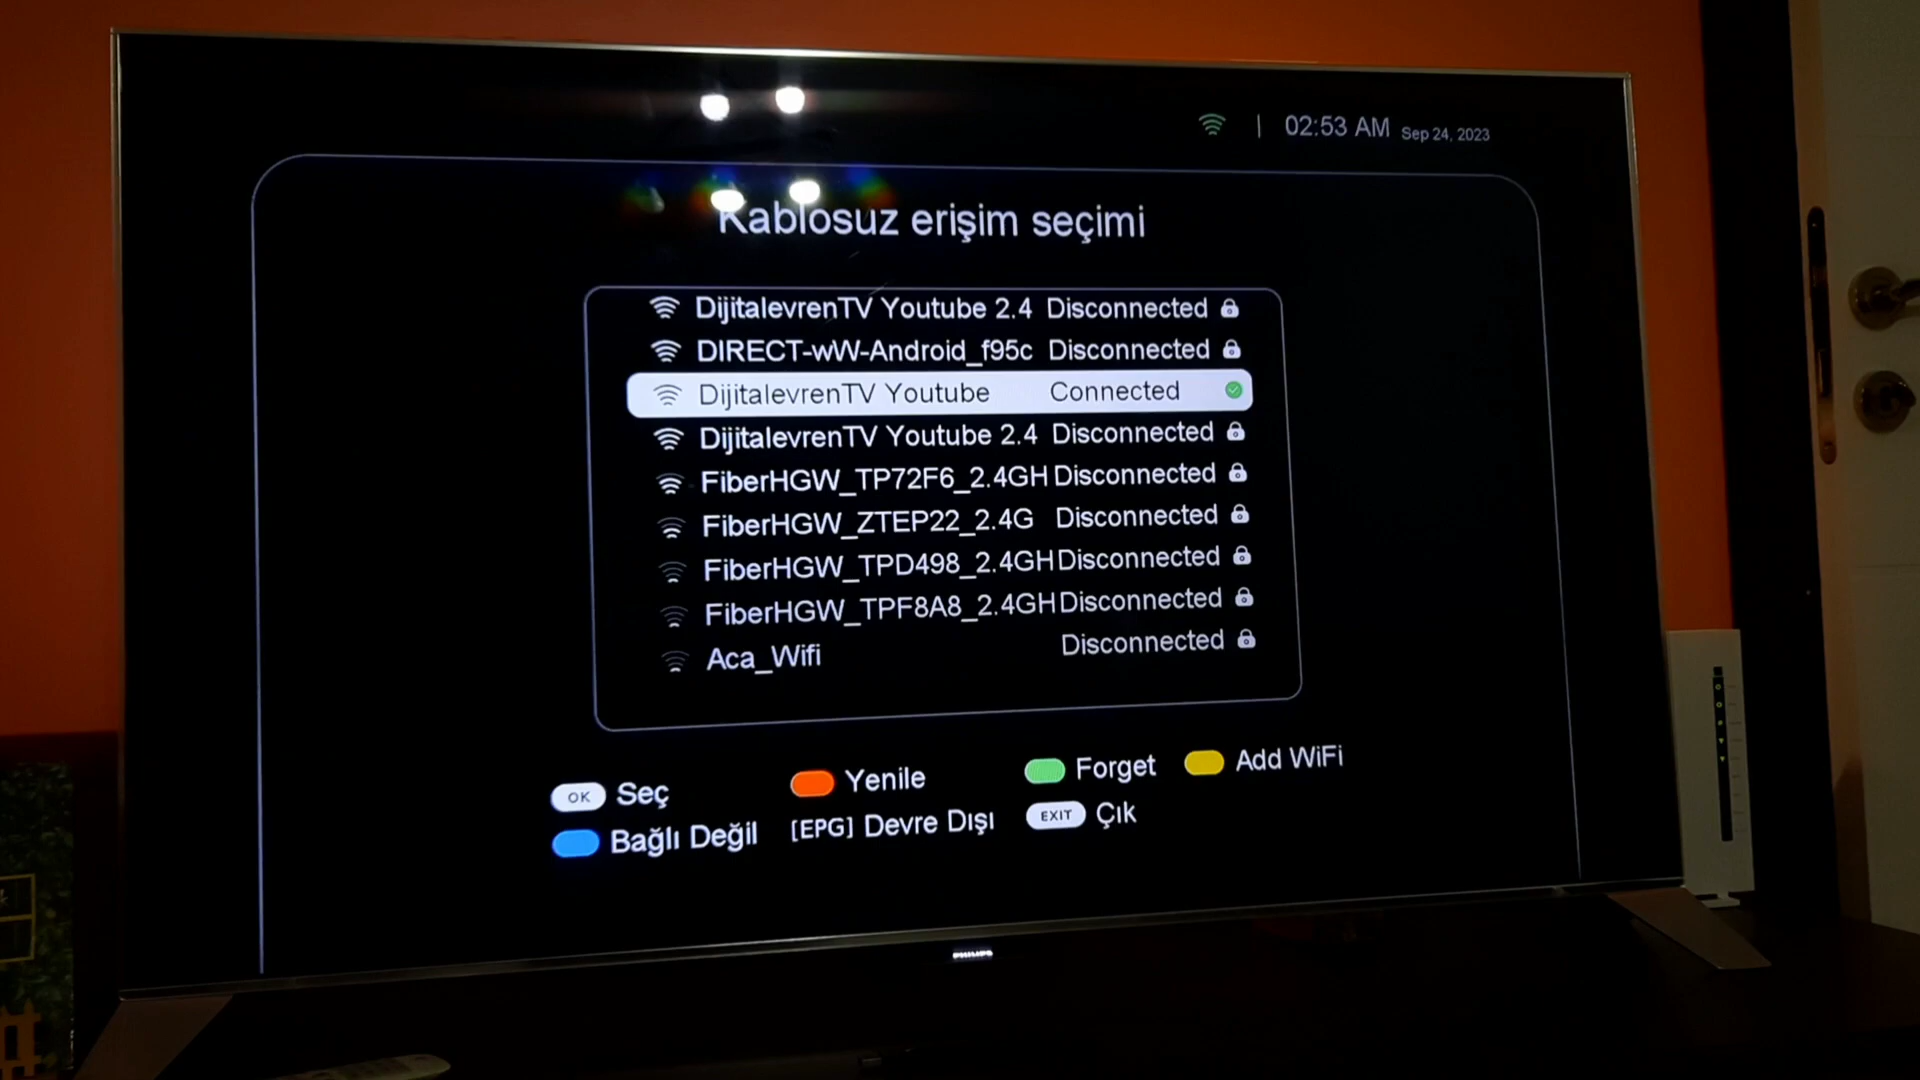 02:53 AM Sep 24, 2023
Kablosuz erişim seçimi
DijitalevrenTV Youtube 2.4 Disconnected
DIRECT-wW-Android_f95c Disconnected
DijitalevrenTV Youtube Connected
DijitalevrenTV Youtube 2.4 Disconnected
FiberHGW_TP72F6_2.4GH Disconnected
FiberHGW_ZTEP22_2.4G Disconnected
FiberHGW_TPD498_2.4GH Disconnected
FiberHGW_TPF8A8_2.4GH Disconnected
Aca_Wifi Disconnected
OK Seç Yenile Forget Add WiFi
Bağlı Değil [EPG] Devre Dışı EXIT Çık
PHILIPS